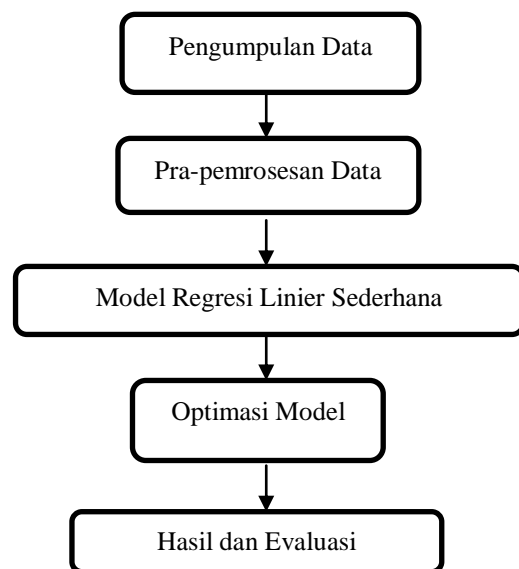 Pengumpulan Data
Pra-pemrosesan Data
Model Regresi Linier Sederhana
Optimasi Model
Hasil dan Evaluasi